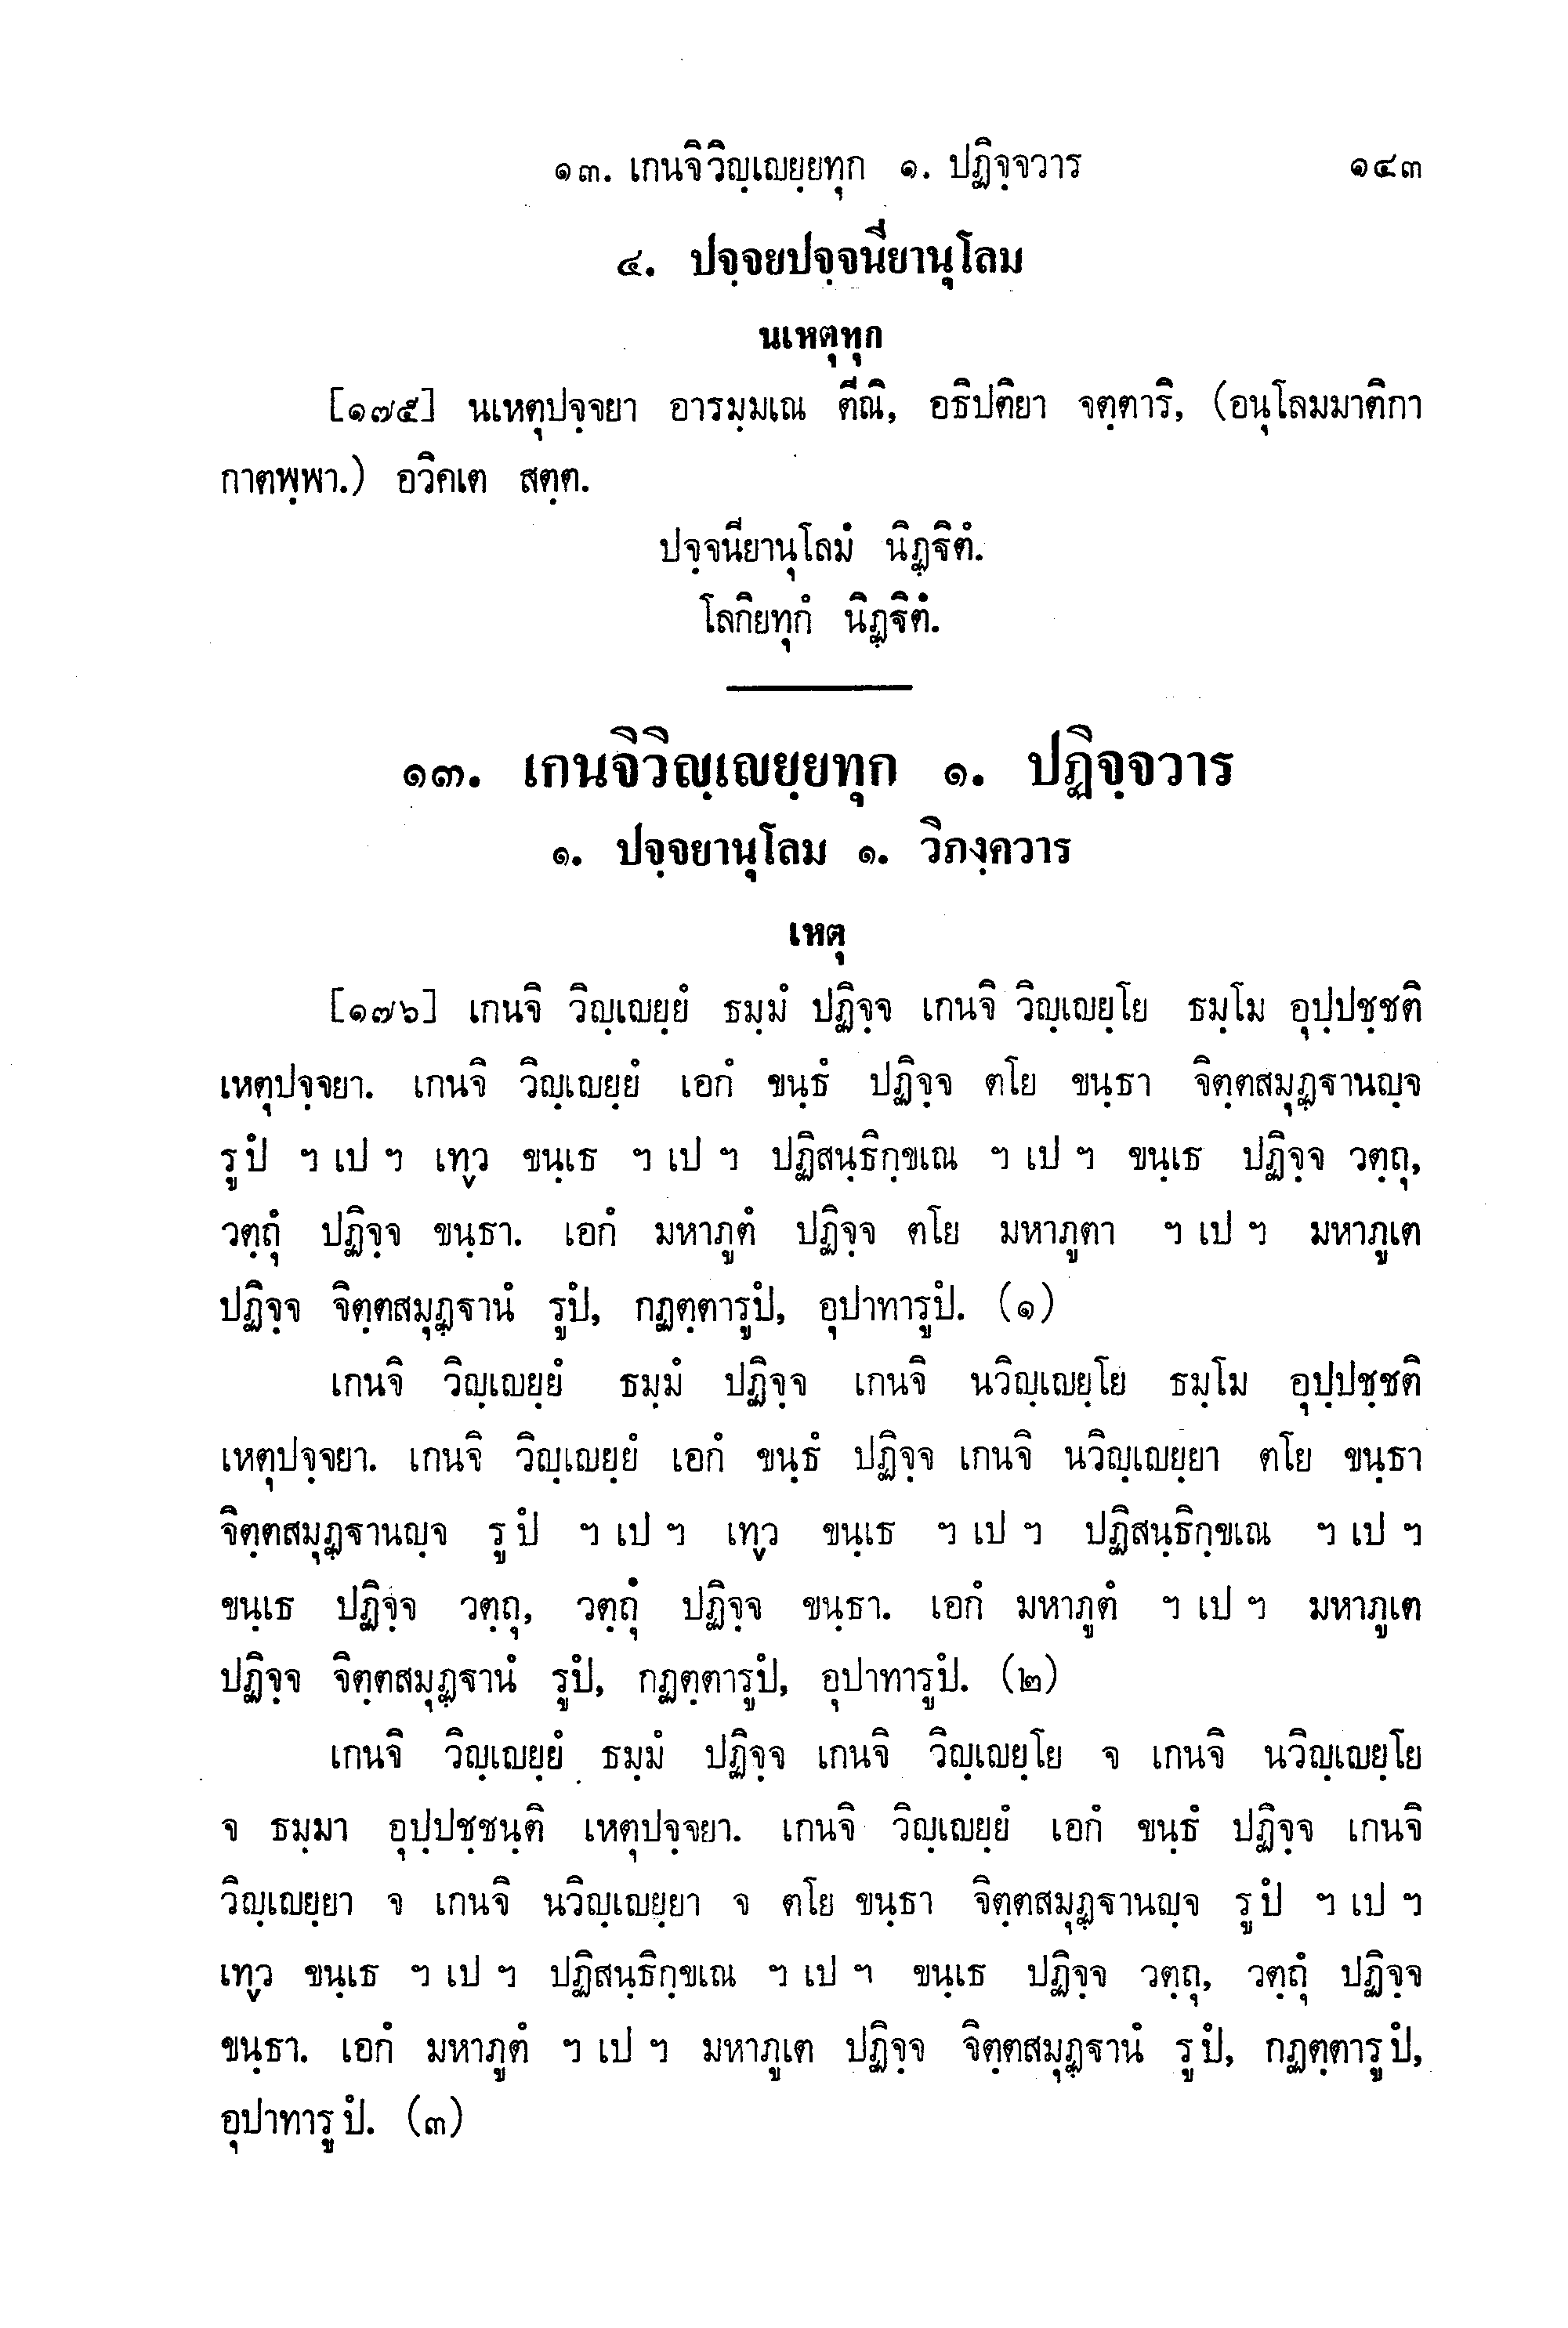 ๑๓. เกนจิวิญฺเญยฺยทุก ๑. ปฏิจฺจวาร ๑๔๓
๔. ปจฺจยปจฺจนียานุโลม
นเหตุทุก
[๑๗๕] นเหตุปจฺจยา อารมฺมเณ ตีณิ, อธิปติยา จตฺตาริ, (อนุโลมมาติกา
กาตพฺพา.) อวิคเต สตฺต.
ปจฺจนียานุโลมํ นิฏฺฐิตํ.
โลกิยทุกํ นิฏฺฐิตํ.
๑๓. เกนจิวิญฺเญยฺยทุก ๑. ปฏิจฺจวาร
๑. ปจฺจยานุโลม ๑. วิภงฺควาร
เหตุ
[๑๗๖] เกนจิ วิญฺเญยฺยํ ธมฺมํ ปฏิจฺจ เกนจิ วิญฺเญยฺโย ธมฺโม อุปฺปชฺชติ
เหตุปจฺจยา. เกนจิ วิญฺเญยฺยํ เอกํ ขนฺธํ ปฏิจฺจ ตโย ขนฺธา จิตฺตสมุฏฺฐานญฺจ
รูปํ ฯ เป ฯ เทฺว ขนฺเธ ฯ เป ฯ ปฏิสนฺธิกฺขเณ ฯ เป ฯ ขนฺเธ ปฏิจฺจ วตฺถุ,
วตฺถุํ ปฏิจฺจ ขนฺธา. เอกํ มหาภูตํ ปฏิจฺจ ตโย มหาภูตา ฯ เป ฯ มหาภูเต
ปฏิจฺจ จิตฺตสมุฏฺฐานํ รูปํ, กฏตฺตารูปํ, อุปาทารูปํ. (๑)
เกนจิ วิญฺเญยฺยํ ธมฺมํ ปฏิจฺจ เกนจิ นวิญฺเญยฺโย ธมฺโม อุปฺปชฺชติ
เหตุปจฺจยา. เกนจิ วิญฺเญยฺยํ เอกํ ขนฺธํ ปฏิจฺจ เกนจิ นวิญฺเญยฺยา ตโย ขนฺธา
จิตฺตสมุฏฺฐานญฺจ รูปํ ฯ เป ฯ เทฺว ขนฺเธ ฯ เป ฯ ปฏิสนฺธิกฺขเณ ฯ เป ฯ
ขนฺเธ ปฏิจฺจ วตฺถุ, วตฺถุํ ปฏิจฺจ ขนฺธา. เอกํ มหาภูตํ ฯ เป ฯ มหาภูเต
ปฏิจฺจ จิตฺตสมุฏฺฐานํ รูปํ, กฏตฺตารูปํ, อุปาทารูปํ. (๒)
เกนจิ วิญฺเญยฺยํ ธมฺมํ ปฏิจฺจ เกนจิ วิญฺเญยฺโย จ เกนจิ นวิญฺเญยฺโย
จ ธมฺมา อุปฺปชฺชนฺติ เหตุปจฺจยา. เกนจิ วิญฺเญยฺยํ เอกํ ขนฺธํ ปฏิจฺจ เกนจิ
วิญฺเญยฺยา จ เกนจิ นวิญฺเญยฺยา จ ตโย ขนฺธา จิตฺตสมุฏฺฐานญฺจ รูปํ ฯ เป ฯ
เทฺว ขนฺเธ ฯ เป ฯ ปฏิสนฺธิกฺขเณ ฯ เป ฯ ขนฺเธ ปฏิจฺจ วตฺถุ, วตฺถุํ ปฏิจฺจ
ขนฺธา. เอกํ มหาภูตํ ฯ เป ฯ มหาภูเต ปฏิจฺจ จิตฺตสมุฏฺฐานํ รูปํ, กฏตฺตารูปํ,
อุปาทารูปํ. (๓)